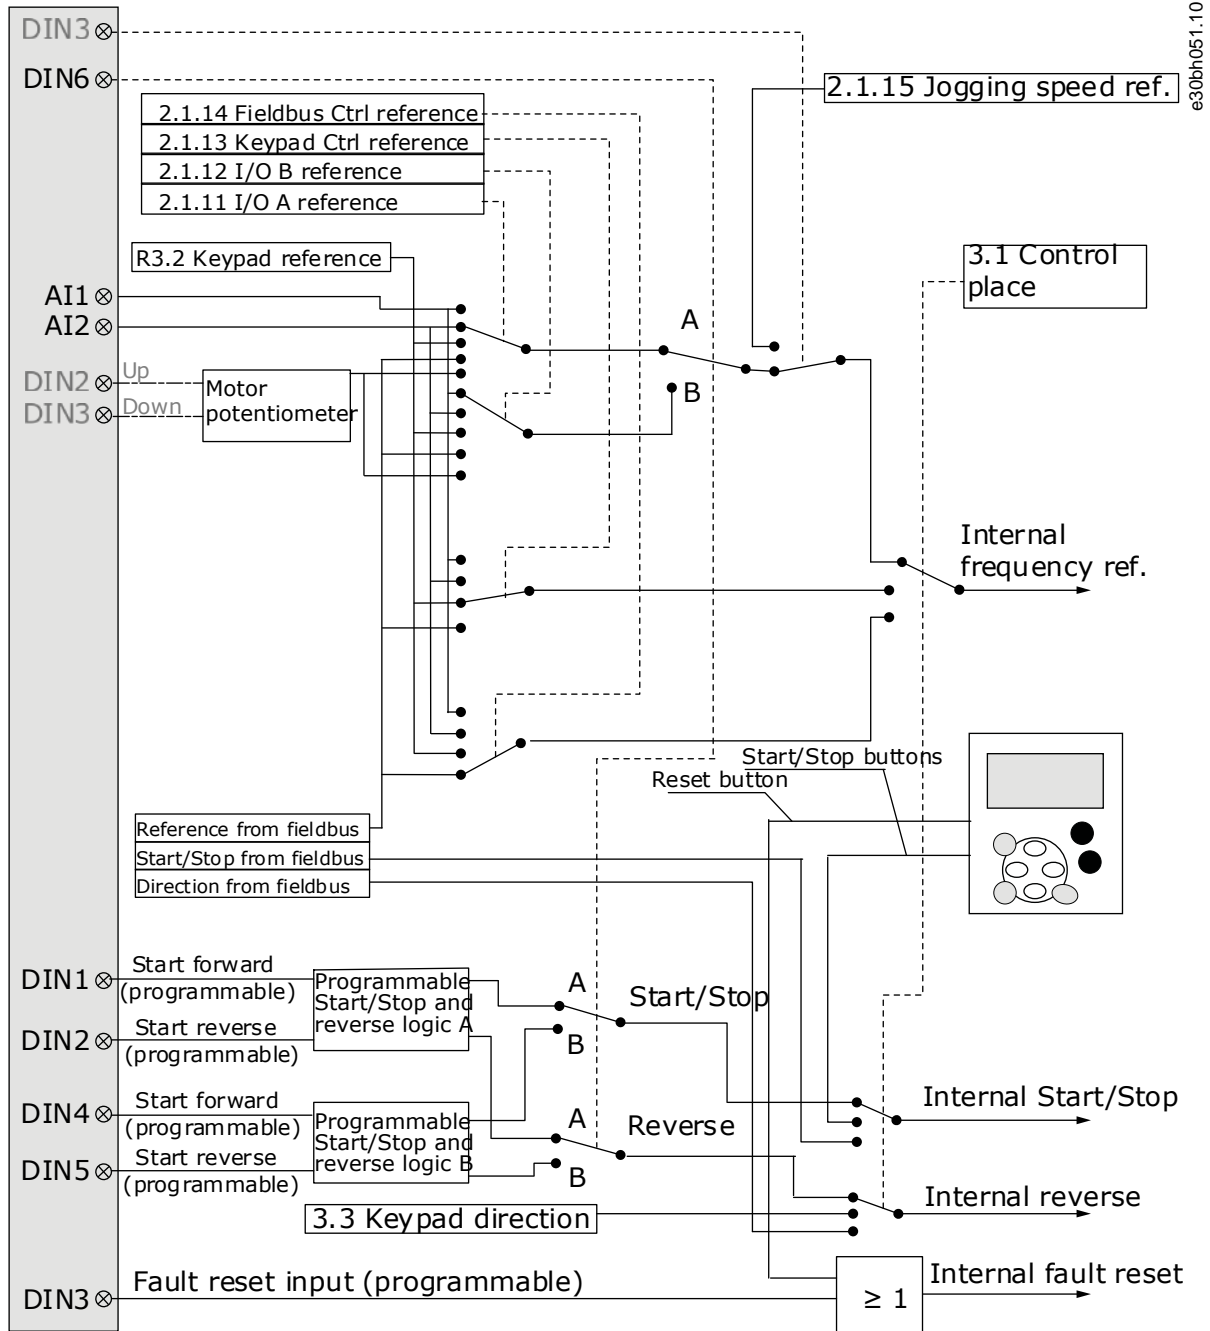 e30bh051.10
DIN3
DIN6
2.1.15 Jogging speed ref.
2.1.14 Fieldbus Ctrl reference
2.1.13 Keypad Ctrl reference
2.1.12 I/O B reference
2.1.11 I/O A reference
R3.2 Keypad reference
3.1 Control
place
AI1
AI2
A
B
DIN2
Up
DIN3
Down
Motor
potentiometer
Internal
frequency ref.
Start/Stop buttons
Reset button
Reference from fieldbus
Start/Stop from fieldbus
Direction from fieldbus
DIN1
Start forward
(programmable)
DIN2
Start reverse
(programmable)
Programmable
Start/Stop and
reverse logic A
A
B
Start/Stop
DIN4
Start forward
(programmable)
DIN5
Start reverse
(programmable)
Programmable
Start/Stop and
reverse logic B
A
B
Reverse
Internal Start/Stop
3.3 Keypad direction
Internal reverse
DIN3
Fault reset input (programmable)
≥ 1
Internal fault reset